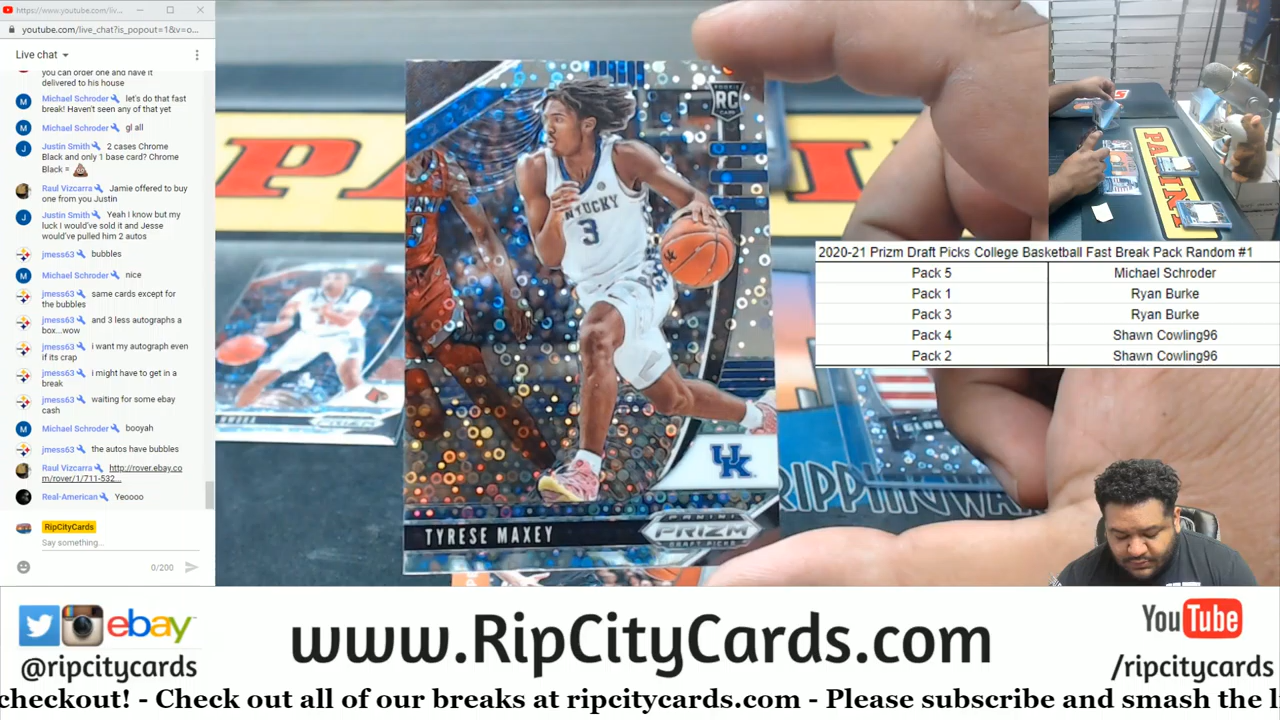 https://www.youtube.com/liv...
youtube.com/live_chat?is_popout=1&v=o...
Live chat
you can order one and have it
delivered to his house
M Michael Schroder let's do that fast
break! Haven't seen any of that yet
M Michael Schroder gl all
J Justin Smith 2 cases Chrome
Black and only 1 base card? Chrome
Black = 💩
Raul Vizcarra Jamie offered to buy
one from you Justin
J Justin Smith Yeah I know but my
luck I would've sold it and Jesse
would've pulled him 2 autos
jmess63 bubbles
M Michael Schroder nice
jmess63 same cards except for
the bubbles
jmess63 and 3 less autographs a
box...wow
jmess63 i want my autograph even
if its crap
jmess63 i might have to get in a
break
jmess63 waiting for some ebay
cash
M Michael Schroder booyah
jmess63 the autos have bubbles
Raul Vizcarra http://rover.ebay.co
m/rover/1/711-532...
Real-American Yeoooo
RipCityCards
Say something...
0/200
RC
KENTUCKY
3
UK
TYRESE MAXEY
PANINI
PRIZM
DRAFT PICKS
PANINI
RIPPINGWA
2020-21 Prizm Draft Picks College Basketball Fast Break Pack Random #1
Pack 5 Michael Schroder
Pack 1 Ryan Burke
Pack 3 Ryan Burke
Pack 4 Shawn Cowling96
Pack 2 Shawn Cowling96
ebay
@ripcitycards
www.RipCityCards.com
YouTube
/ripcitycards
checkout! - Check out all of our breaks at ripcitycards.com - Please subscribe and smash the l